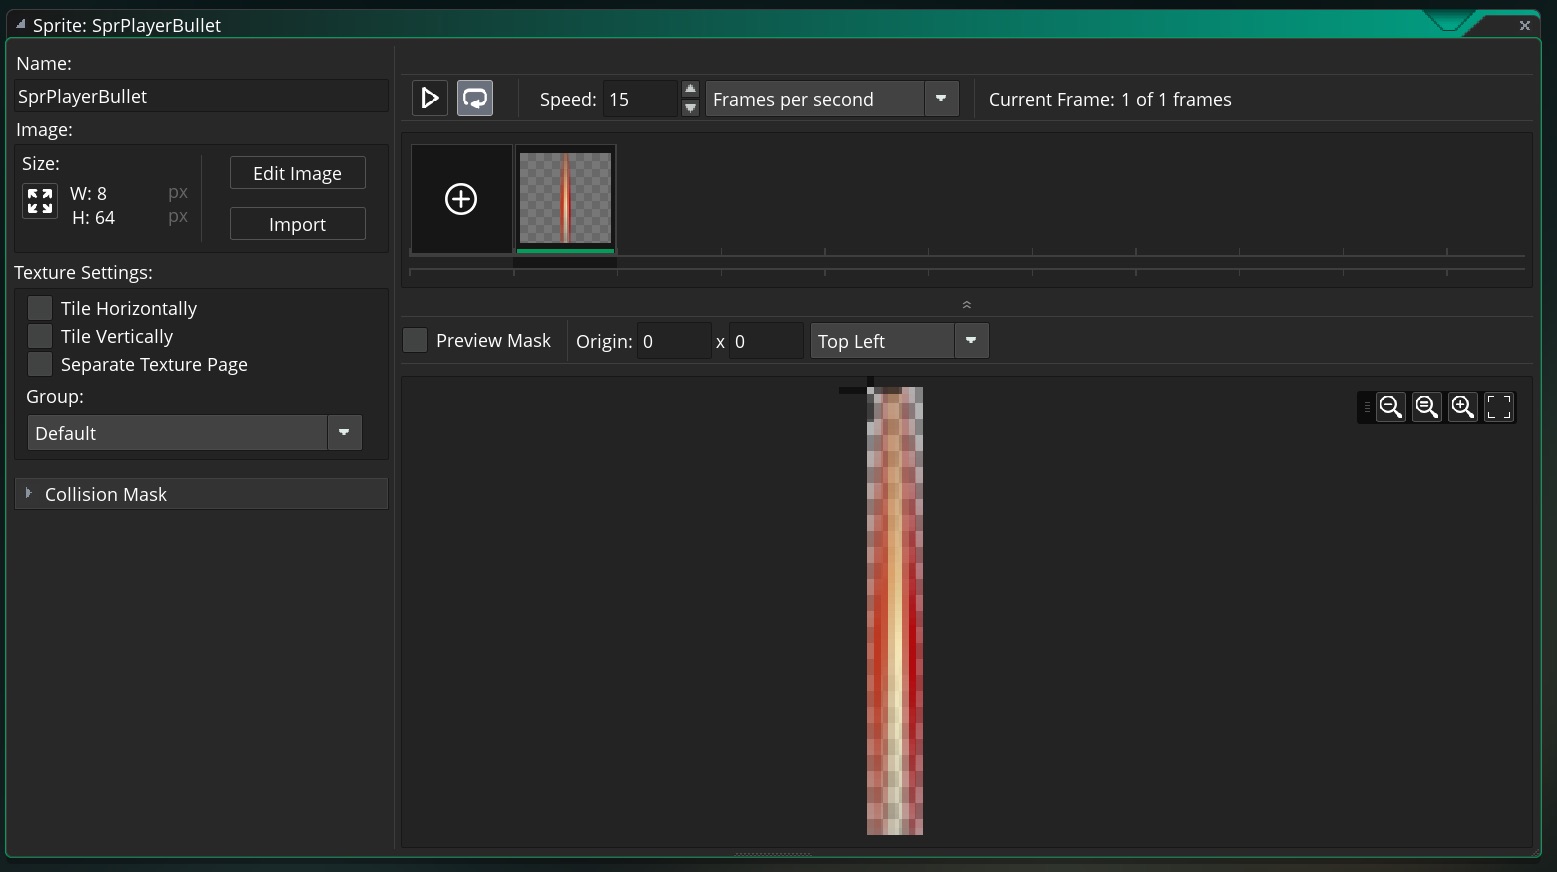 Sprite: SprPlayerBullet
Name:
SprPlayerBullet
Image:
Size:
W: 8 px
H: 64 px
Edit Image
Import
Texture Settings:
Tile Horizontally
Tile Vertically
Separate Texture Page
Group:
Default
Collision Mask
Speed: 15 Frames per second Current Frame: 1 of 1 frames
Preview Mask Origin: 0 x 0 Top Left